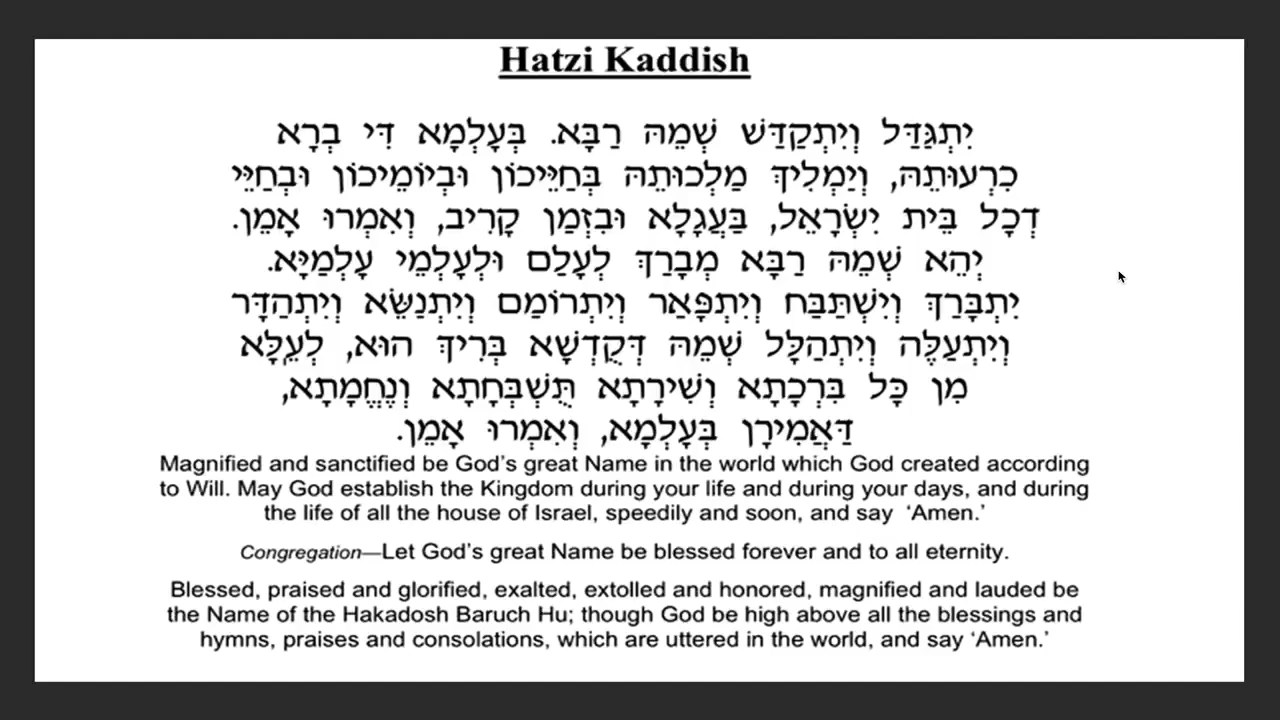 Hatzi Kaddish
יִתְגַּדַּל וְיִתְקַדַּשׁ שְׁמֵהּ רַבָּא. בְּעָלְמָא דִּי בְרָא
כִרְעוּתֵהּ, וְיַמְלִיךְ מַלְכוּתֵהּ בְּחַיֵּיכוֹן וּבְיוֹמֵיכוֹן וּבְחַיֵּי
דְכָל בֵּית יִשְׂרָאֵל, בַּעֲגָלָא וּבִזְמַן קָרִיב, וְאִמְרוּ אָמֵן.
יְהֵא שְׁמֵהּ רַבָּא מְבָרַךְ לְעָלַם וּלְעָלְמֵי עָלְמַיָּא.
יִתְבָּרַךְ וְיִשְׁתַּבַּח וְיִתְפָּאַר וְיִתְרוֹמַם וְיִתְנַשֵּׂא וְיִתְהַדָּר
וְיִתְעַלֶּה וְיִתְהַלָּל שְׁמֵהּ דְּקֻדְשָׁא בְּרִיךְ הוּא, לְעֵלָּא
מִן כָּל בִּרְכָתָא וְשִׁירָתָא תֻּשְׁבְּחָתָא וְנֶחֱמָתָא,
דַּאֲמִירָן בְּעָלְמָא, וְאִמְרוּ אָמֵן.
Magnified and sanctified be God's great Name in the world which God created according
to Will. May God establish the Kingdom during your life and during your days, and during
the life of all the house of Israel, speedily and soon, and say 'Amen.'
Congregation—Let God's great Name be blessed forever and to all eternity.
Blessed, praised and glorified, exalted, extolled and honored, magnified and lauded be
the Name of the Hakadosh Baruch Hu; though God be high above all the blessings and
hymns, praises and consolations, which are uttered in the world, and say 'Amen.'